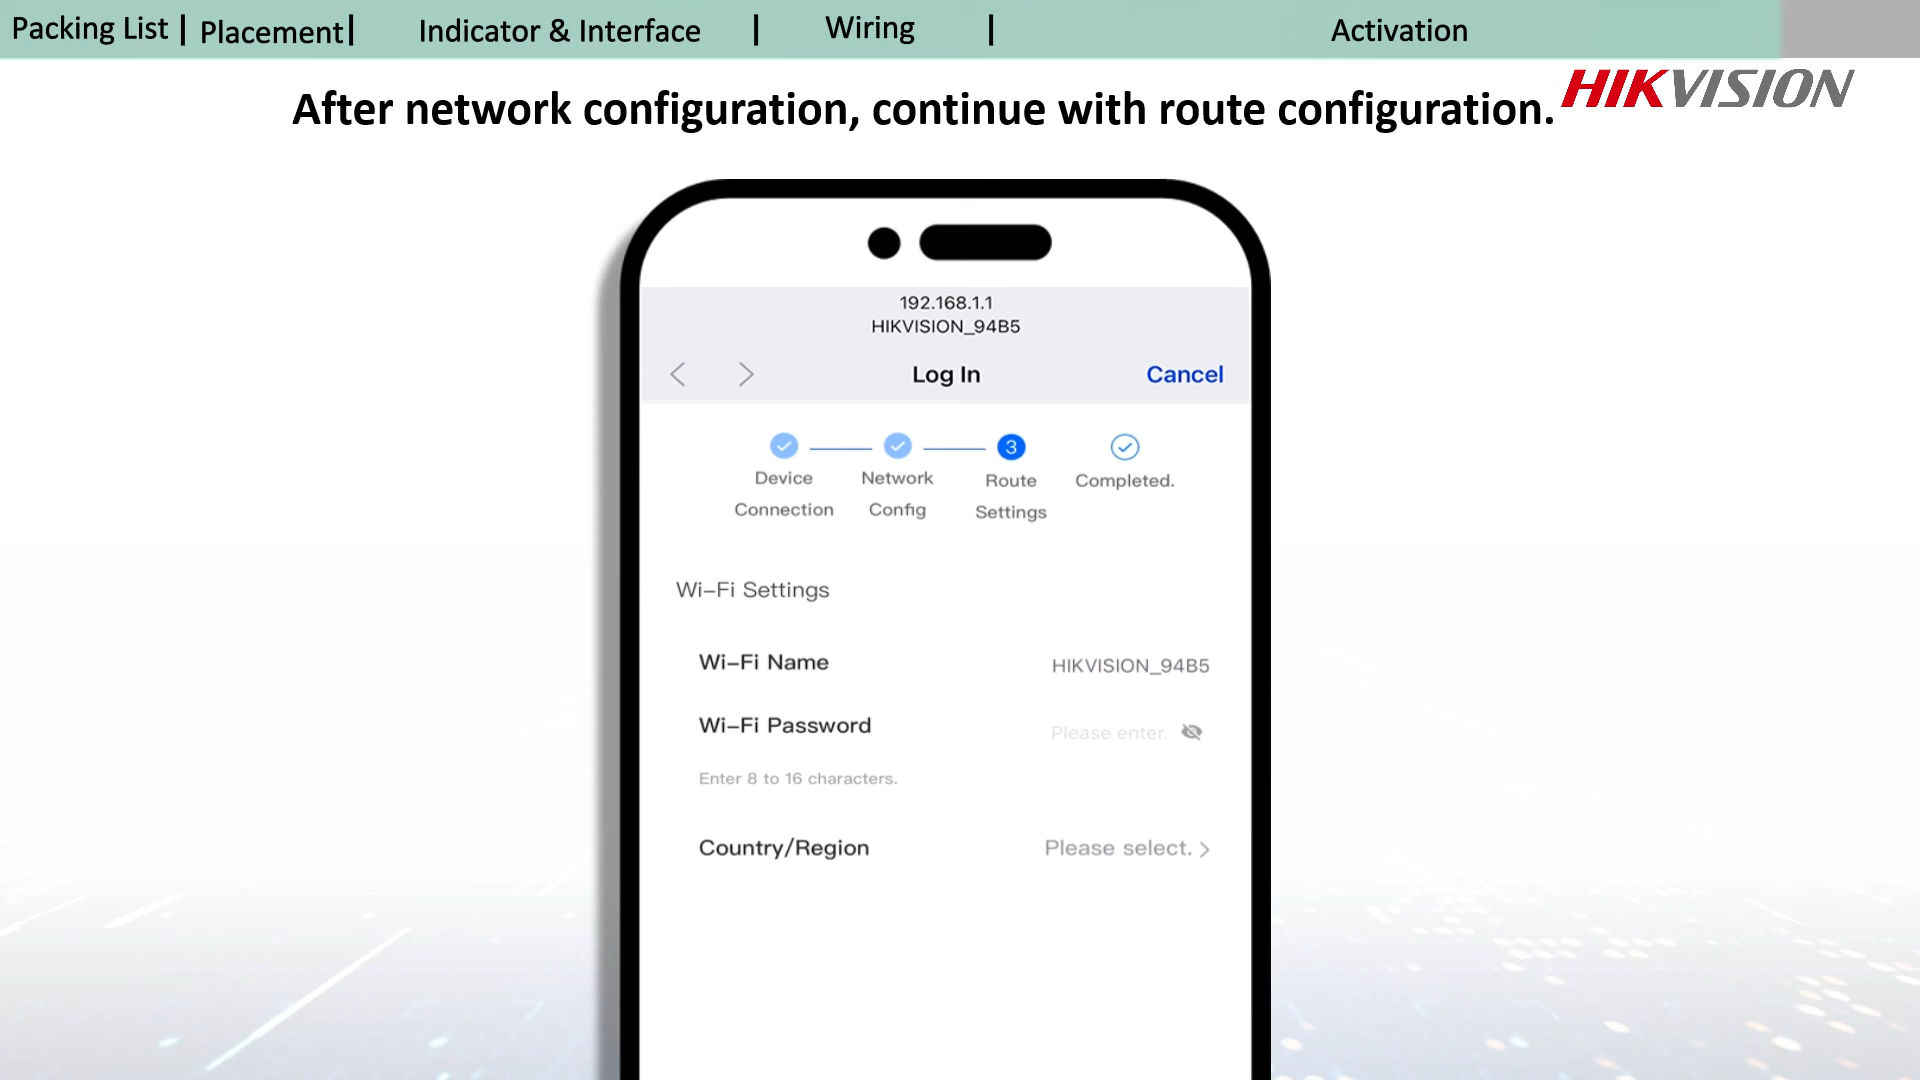 Packing List | Placement | Indicator & Interface | Wiring | Activation
After network configuration, continue with route configuration.
HIKVISION
192.168.1.1
HIKVISION_94B5
Log In
Cancel
Device Connection
Network Config
3
Route Settings
Completed.
Wi-Fi Settings
Wi-Fi Name
HIKVISION_94B5
Wi-Fi Password
Please enter.
Enter 8 to 16 characters.
Country/Region
Please select.